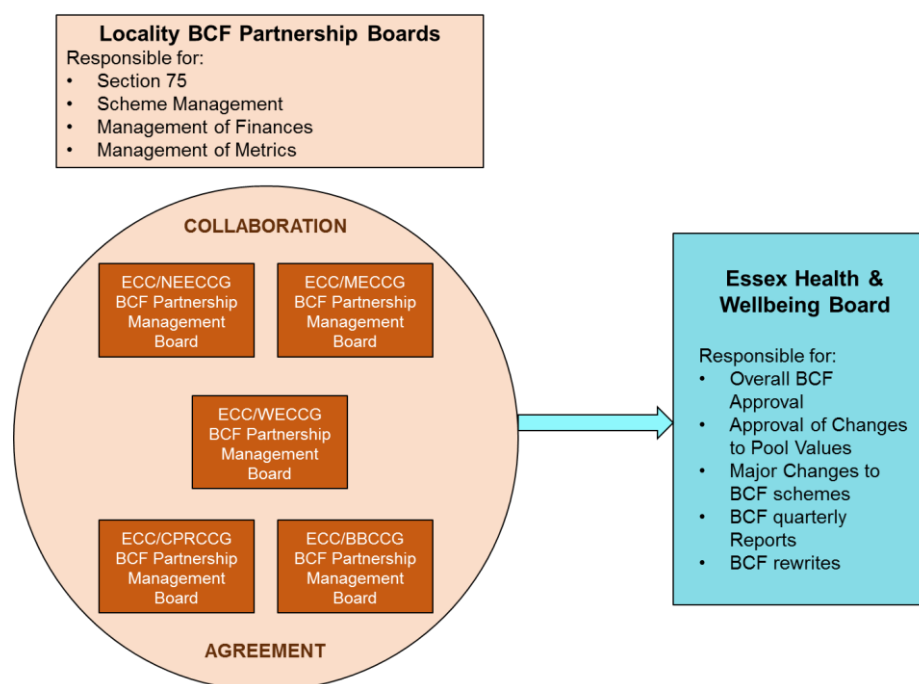 Locality BCF Partnership Boards
Responsible for:
• Section 75
• Scheme Management
• Management of Finances
• Management of Metrics
COLLABORATION
ECC/NEECCG
BCF Partnership
Management
Board
ECC/MECCG
BCF Partnership
Management
Board
ECC/WECCG
BCF Partnership
Management
Board
ECC/CPRCCG
BCF Partnership
Management
Board
ECC/BBCCG
BCF Partnership
Management
Board
AGREEMENT
Essex Health &
Wellbeing Board
Responsible for:
• Overall BCF
Approval
• Approval of Changes
to Pool Values
• Major Changes to
BCF schemes
• BCF quarterly
Reports
• BCF rewrites